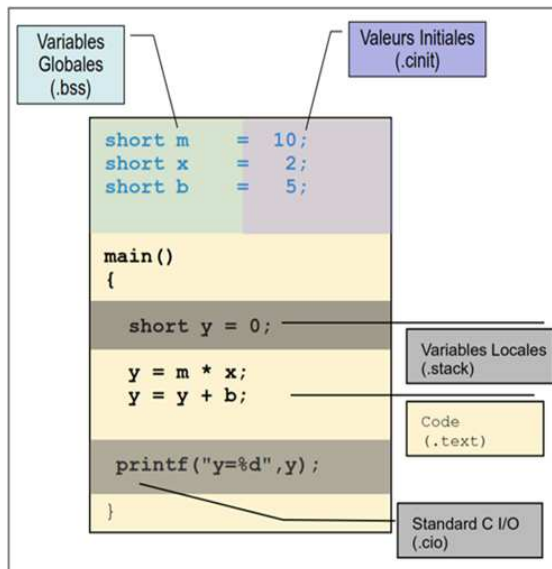 Variables
Globales
(.bss)
Valeurs Initiales
(.cinit)
short m = 10;
short x = 2;
short b = 5;
main()
{
short y = 0;
Variables Locales
(.stack)
y = m * x;
y = y + b;
Code
(.text)
printf("y=%d",y);
}
Standard C I/O
(.cio)